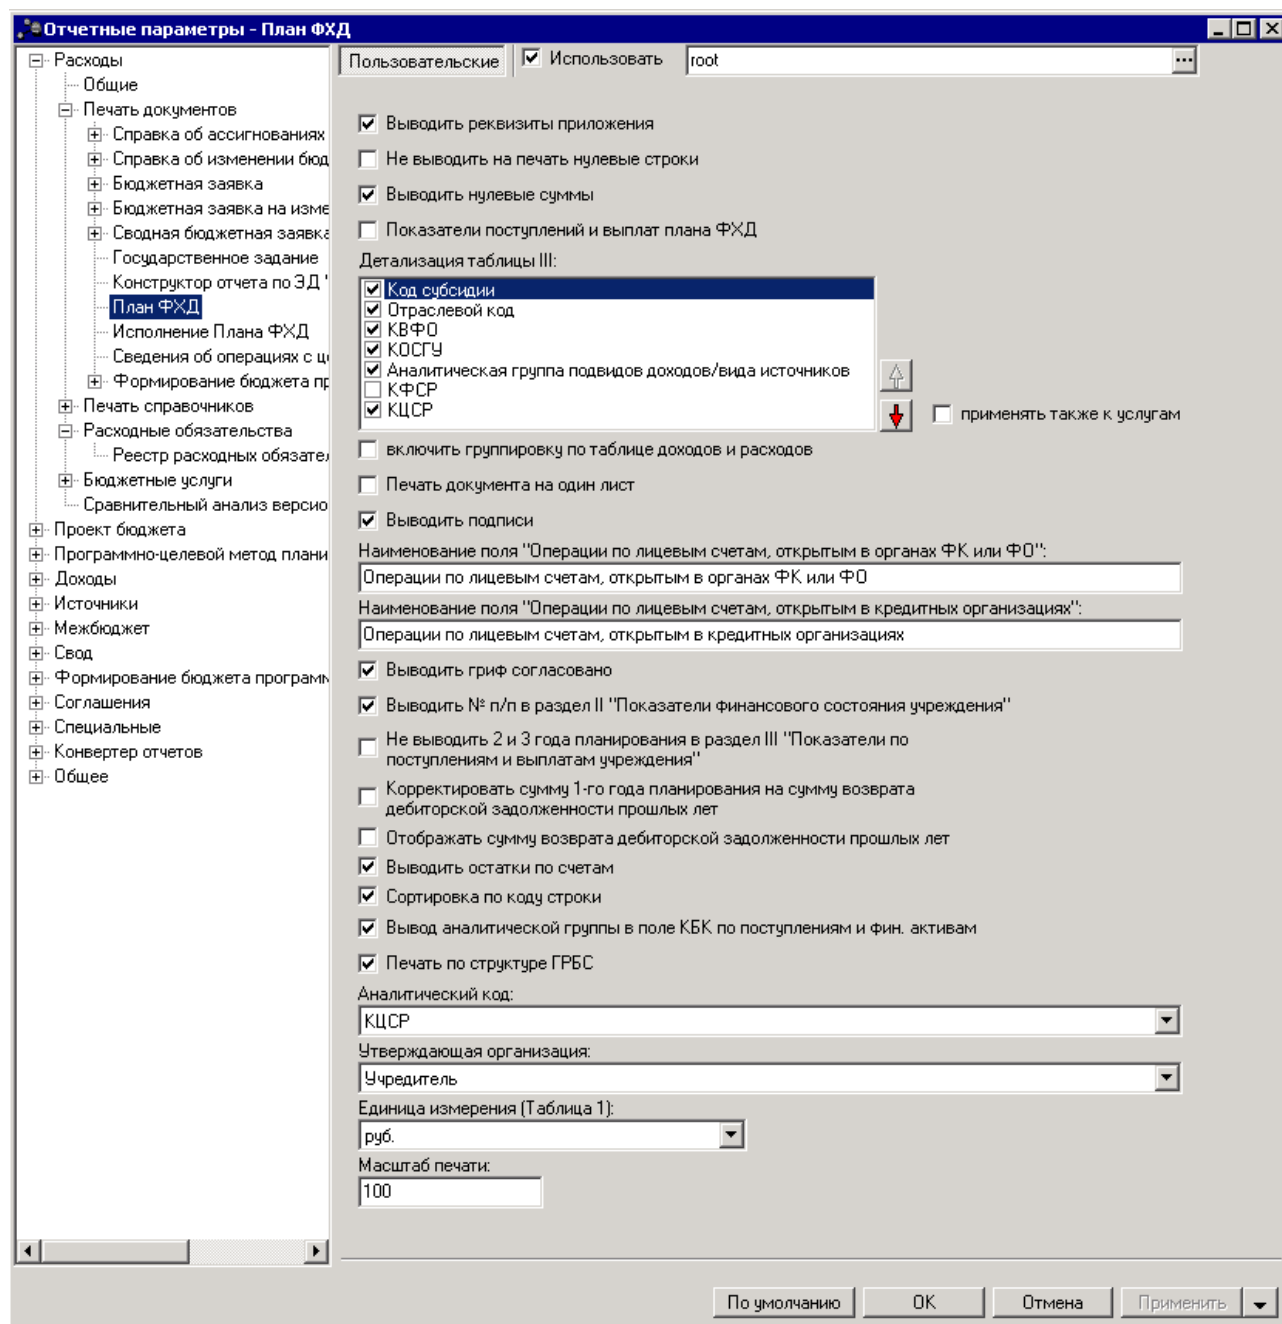 Отчетные параметры - План ФХД
Расходы
Общие
Печать документов
Справка об ассигнованиях
Справка об изменении бюд
Бюджетная заявка
Бюджетная заявка на изме
Сводная бюджетная заявка
Государственное задание
Конструктор отчета по ЭД "
План ФХД
Исполнение Плана ФХД
Сведения об операциях с ц
Формирование бюджета пр
Печать справочников
Расходные обязательства
Реестр расходных обязател
Бюджетные услуги
Сравнительный анализ версио
Проект бюджета
Программно-целевой метод плани
Доходы
Источники
Межбюджет
Свод
Формирование бюджета программ
Соглашения
Специальные
Конвертер отчетов
Общее
Пользовательские
Использовать
root
...
Выводить реквизиты приложения
Не выводить на печать нулевые строки
Выводить нулевые суммы
Показатели поступлений и выплат плана ФХД
Детализация таблицы III:
Код субсидии
Отраслевой код
КВФО
КОСГУ
Аналитическая группа подвидов доходов/вида источников
КФСР
КЦСР
применять также к услугам
включить группировку по таблице доходов и расходов
Печать документа на один лист
Выводить подписи
Наименование поля "Операции по лицевым счетам, открытым в органах ФК или ФО":
Операции по лицевым счетам, открытым в органах ФК или ФО
Наименование поля "Операции по лицевым счетам, открытым в кредитных организациях":
Операции по лицевым счетам, открытым в кредитных организациях
Выводить гриф согласовано
Выводить № п/п в раздел II "Показатели финансового состояния учреждения"
Не выводить 2 и 3 года планирования в раздел III "Показатели по
поступлениям и выплатам учреждения"
Корректировать сумму 1-го года планирования на сумму возврата
дебиторской задолженности прошлых лет
Отображать сумму возврата дебиторской задолженности прошлых лет
Выводить остатки по счетам
Сортировка по коду строки
Вывод аналитической группы в поле КБК по поступлениям и фин. активам
Печать по структуре ГРБС
Аналитический код:
КЦСР
Утверждающая организация:
Учредитель
Единица измерения (Таблица 1):
руб.
Масштаб печати:
100
По умолчанию
OK
Отмена
Применить